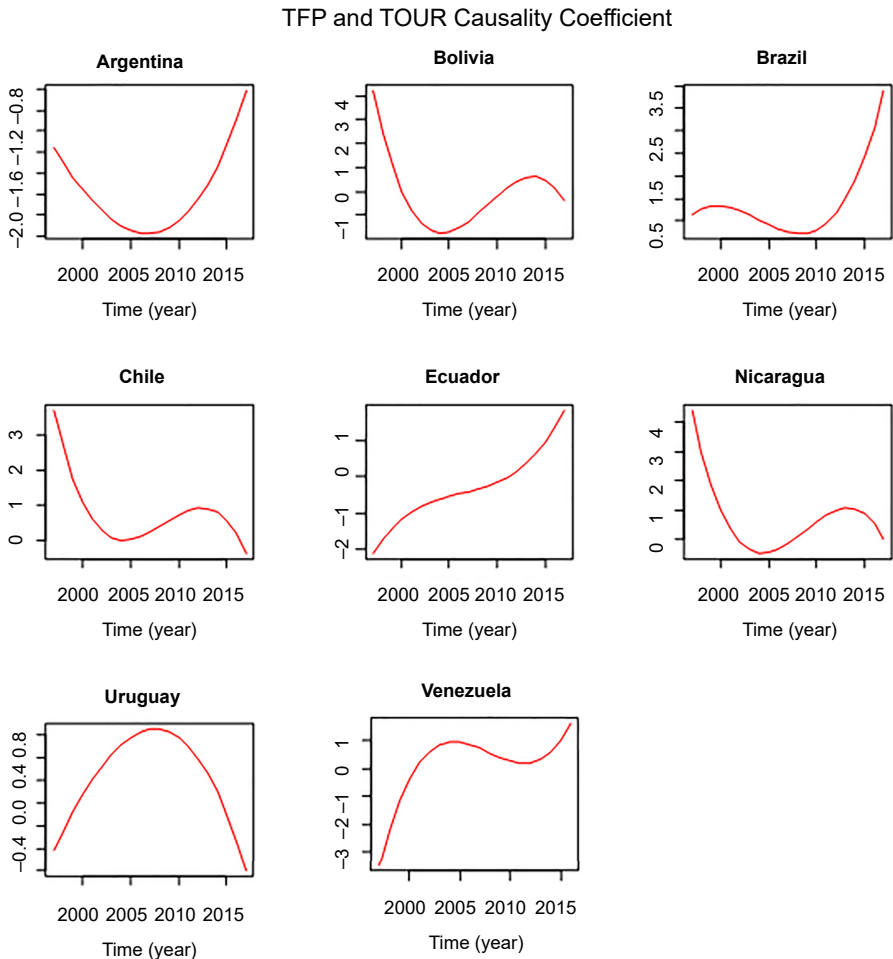 TFP and TOUR Causality Coefficient
Argentina
−2.0 −1.6 −1.2 −0.8
2000 2005 2010 2015
Time (year)
Bolivia
−1 0 1 2 3 4
2000 2005 2010 2015
Time (year)
Brazil
0.5 1.5 2.5 3.5
2000 2005 2010 2015
Time (year)
Chile
0 1 2 3
2000 2005 2010 2015
Time (year)
Ecuador
−2 −1 0 1
2000 2005 2010 2015
Time (year)
Nicaragua
0 1 2 3 4
2000 2005 2010 2015
Time (year)
Uruguay
−0.4 0.0 0.4 0.8
2000 2005 2010 2015
Time (year)
Venezuela
−3 −2 −1 0 1
2000 2005 2010 2015
Time (year)